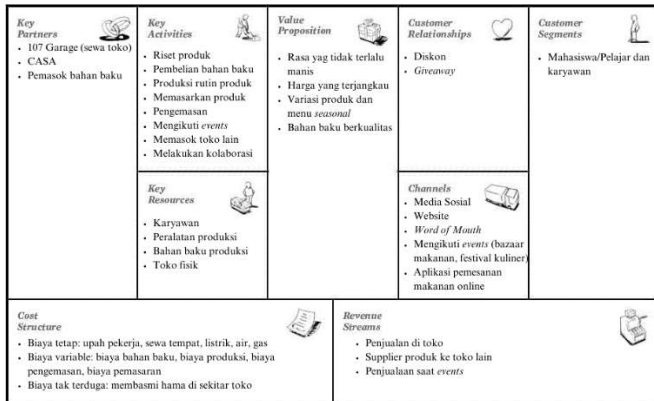 Key
Partners
• 107 Garage (sewa toko)
• CASA
• Pemasok bahan baku
Key
Activities
• Riset produk
• Pembelian bahan baku
• Produksi rutin produk
• Memasarkan produk
• Pengemasan
• Mengikuti events
• Memasok toko lain
• Melakukan kolaborasi
Key
Resources
• Karyawan
• Peralatan produksi
• Bahan baku produksi
• Toko fisik
Value
Proposition
• Rasa yag tidak terlalu
manis
• Harga yang terjangkau
• Variasi produk dan
menu seasonal
• Bahan baku berkualitas
Customer
Relationships
• Diskon
• Giveaway
Channels
• Media Sosial
• Website
• Word of Mouth
• Mengikuti events (bazaar
makanan, festival kuliner)
• Aplikasi pemesanan
makanan online
Customer
Segments
• Mahasiswa/Pelajar dan
karyawan
Cost
Structure
• Biaya tetap: upah pekerja, sewa tempat, listrik, air, gas
• Biaya variable: biaya bahan baku, biaya produksi, biaya
pengemasan, biaya pemasaran
• Biaya tak terduga: membasmi hama di sekitar toko
Revenue
Streams
• Penjualan di toko
• Supplier produk ke toko lain
• Penjualaan saat events